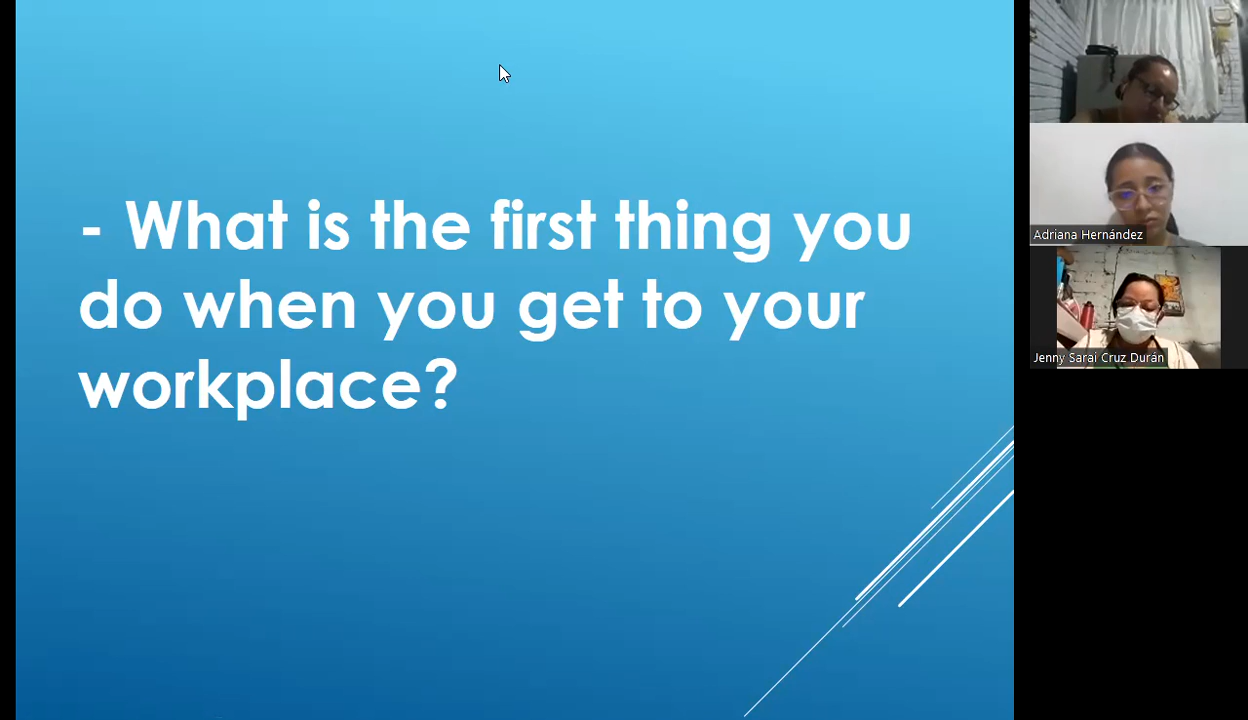 - What is the first thing you
do when you get to your
workplace?
Adriana Hernández
Jenny Sarai Cruz Durán